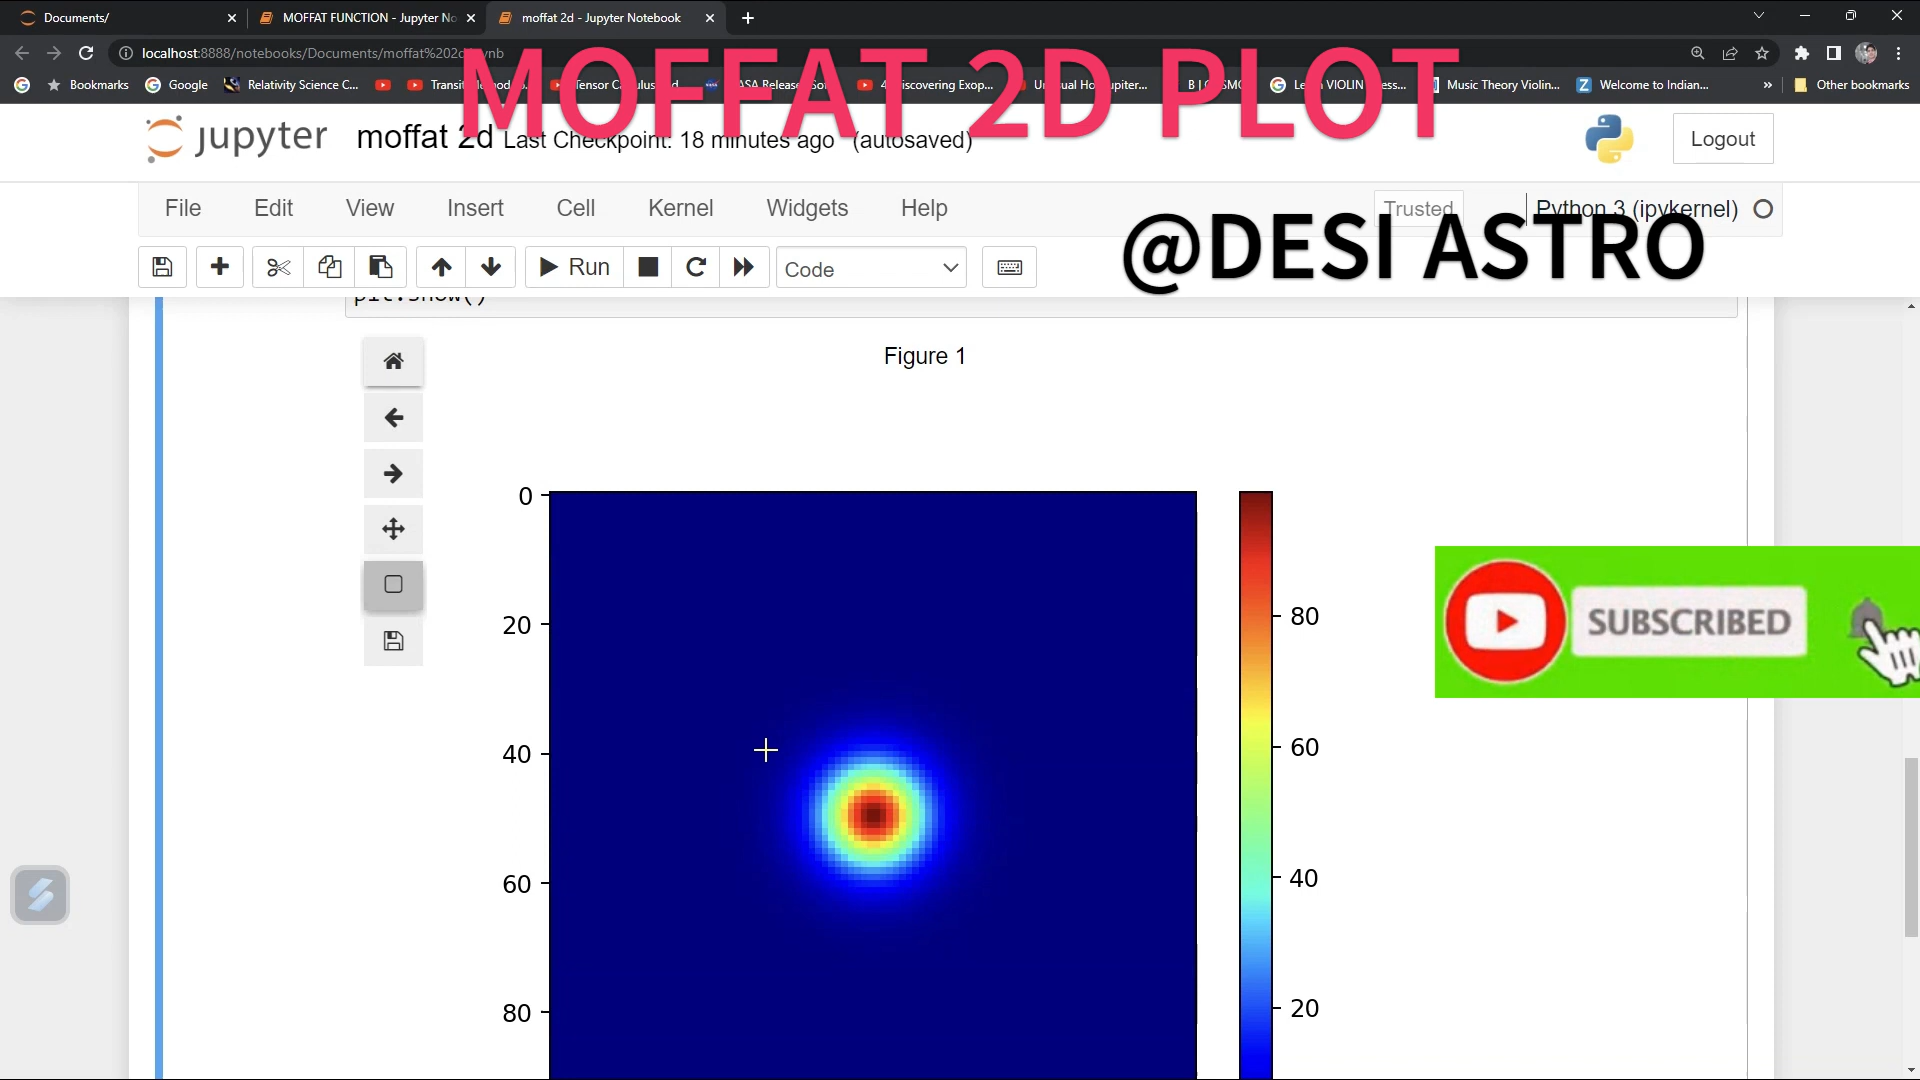 Documents/
MOFFAT FUNCTION - Jupyter No
moffat 2d - Jupyter Notebook
localhost:8888/notebooks/Documents/moffat%202d
MOFFAT 2D PLOT
Bookmarks
Google
Relativity Science C...
Music Theory Violin...
Welcome to Indian...
Other bookmarks
jupyter
moffat 2d
Last Checkpoint: 18 minutes ago
(autosaved)
Logout
File
Edit
View
Insert
Cell
Kernel
Widgets
Help
Trusted
Python 3 (ipykernel)
@DESI ASTRO
Run
Code
plt.show()
Figure 1
0
20
40
60
80
80
60
40
20
SUBSCRIBED